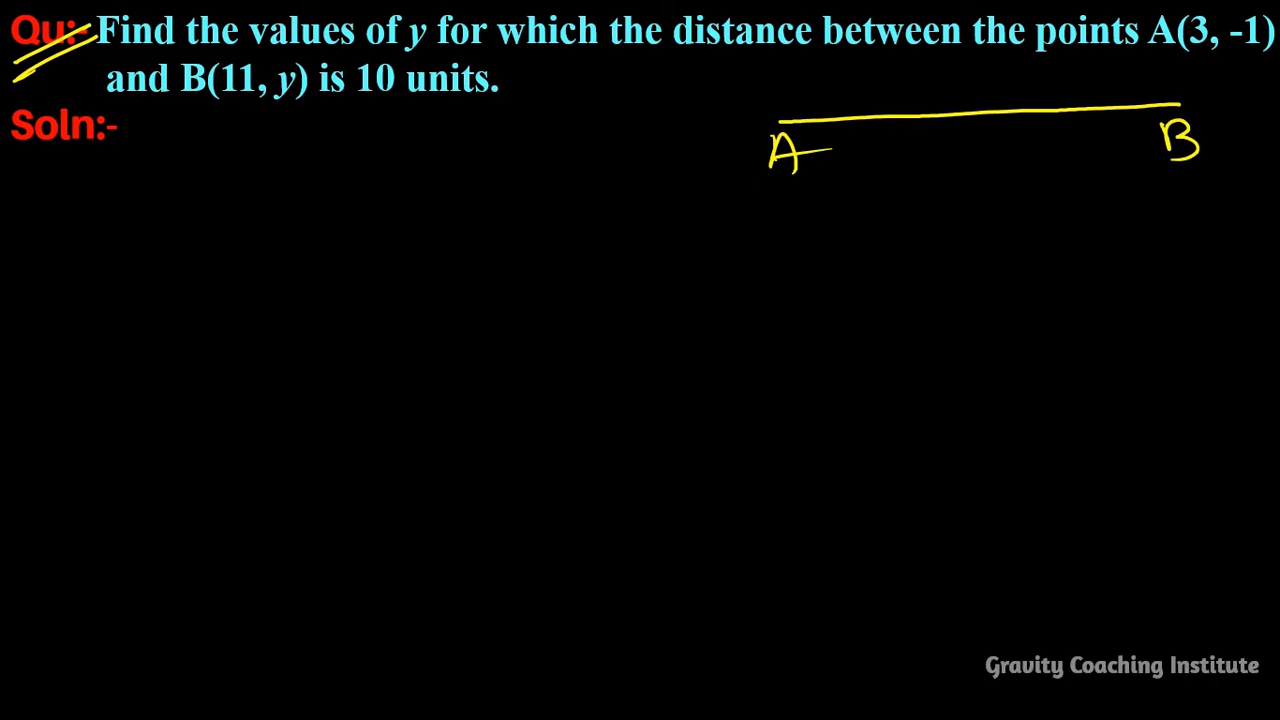 Qu:- Find the values of y for which the distance between the points A(3, -1)
and B(11, y) is 10 units.
Soln:-
A B
Gravity Coaching Institute